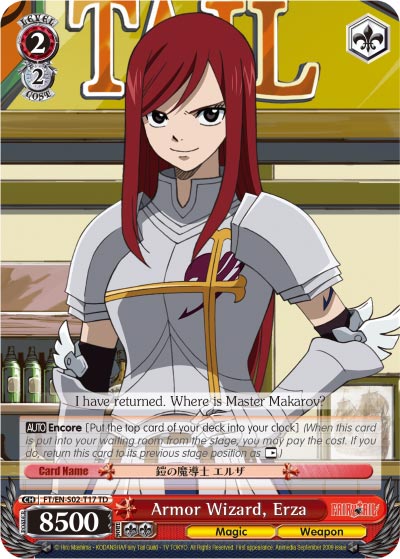 TAIL
LEVEL
2
2
COST
I have returned. Where is Master Makarov?
AUTO Encore [Put the top card of your deck into your clock] (When this card
is put into your waiting room from the stage, you may pay the cost. If you
do, return this card to its previous stage position as
Card Name 鎧の魔導士 エルザ
CH FT/EN-S02-T17 TD
8500
Armor Wizard, Erza
FAIRY TAIL
Magic Weapon
© Hiro Mashima・KODANSHA/Fairy Tail Guild・TV TOKYO. All Rights Reserved. First appearance: Animedia September 2009 issue